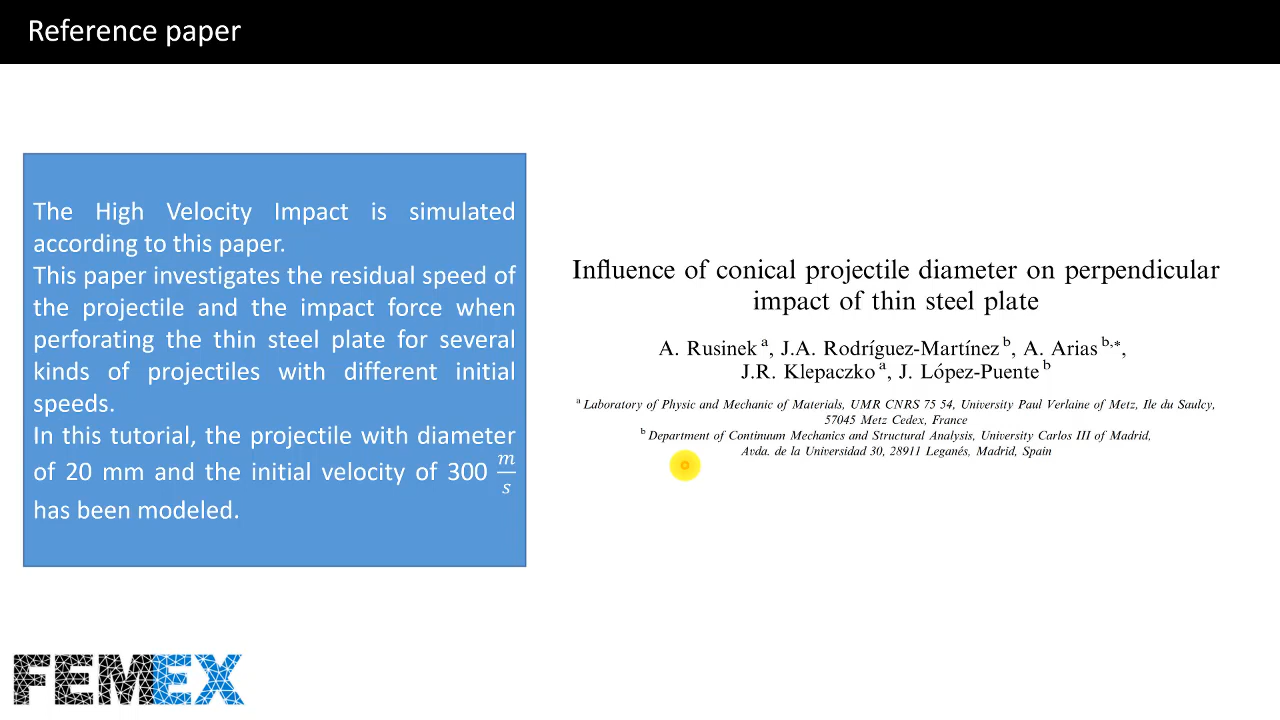 Reference paper
The High Velocity Impact is simulated
according to this paper.
This paper investigates the residual speed of
the projectile and the impact force when
perforating the thin steel plate for several
kinds of projectiles with different initial
speeds.
In this tutorial, the projectile with diameter
of 20 mm and the initial velocity of 300 m/s
has been modeled.
Influence of conical projectile diameter on perpendicular
impact of thin steel plate
A. Rusinek a, J.A. Rodríguez-Martínez b, A. Arias b,*,
J.R. Klepaczko a, J. López-Puente b
a Laboratory of Physic and Mechanic of Materials, UMR CNRS 75 54, University Paul Verlaine of Metz, Ile du Saulcy,
57045 Metz Cedex, France
b Department of Continuum Mechanics and Structural Analysis, University Carlos III of Madrid,
Avda. de la Universidad 30, 28911 Leganés, Madrid, Spain
FEMEX